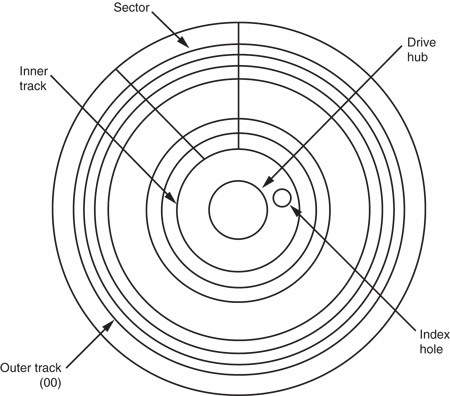 Sector
Drive
hub
Inner
track
Index
hole
Outer track
(00)